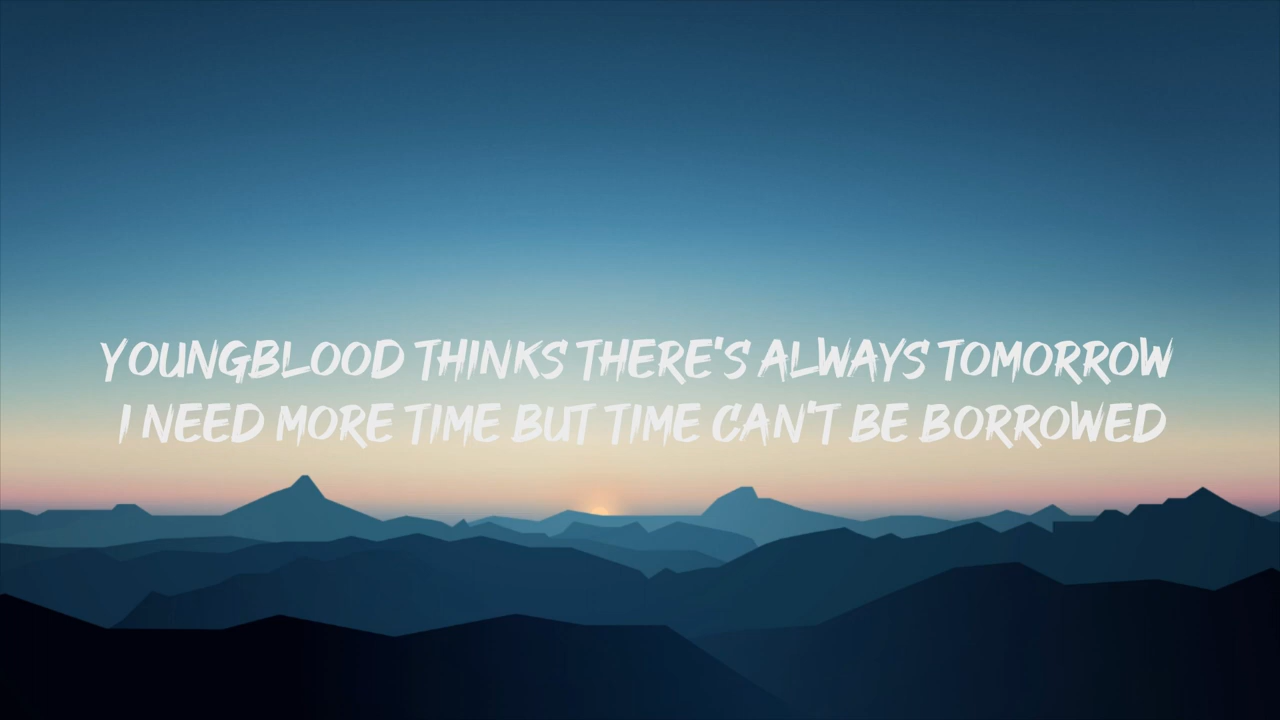 YOUNGBLOOD THINKS THERE'S ALWAYS TOMORROW
I NEED MORE TIME BUT TIME CAN'T BE BORROWED